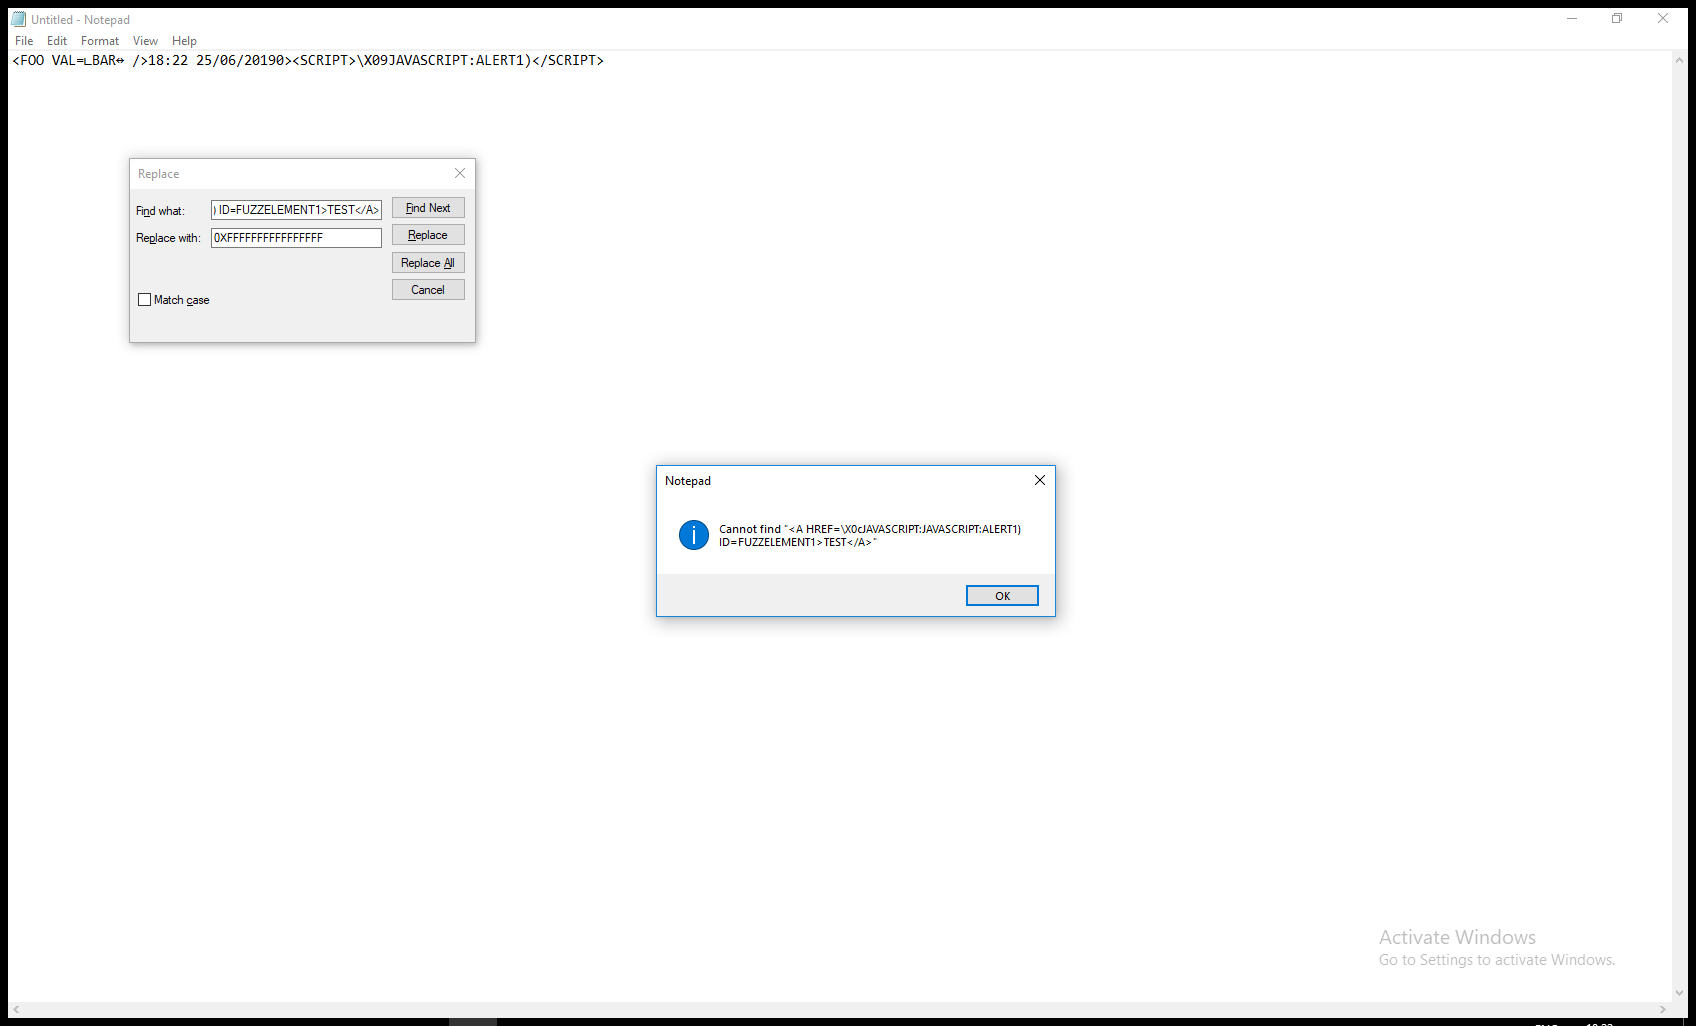 Untitled - Notepad
File Edit Format View Help
<FOO VAL=∟BAR↔ />18:22 25/06/20190><SCRIPT>\X09JAVASCRIPT:ALERT1)</SCRIPT>
Replace
Find what: ) ID=FUZZELEMENT1>TEST</A> Find Next
Replace with: 0XFFFFFFFFFFFFFFFF Replace
Replace All
Cancel
Match case
Notepad
Cannot find "<A HREF=\X0cJAVASCRIPT:JAVASCRIPT:ALERT1)
ID=FUZZELEMENT1>TEST</A>"
OK
Activate Windows
Go to Settings to activate Windows.